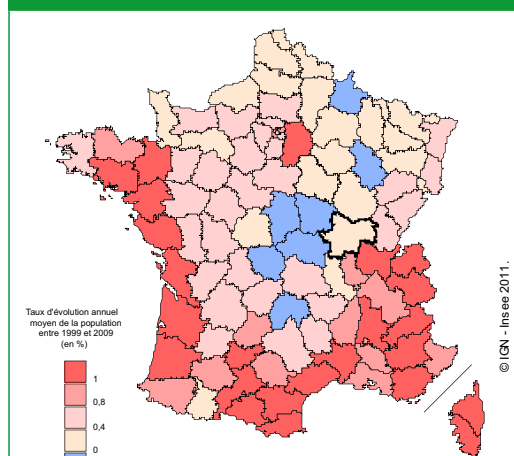 Taux d'évolution annuel
moyen de la population
entre 1999 et 2009
(en %)
1
0,8
0,4
0
© IGN - Insee 2011.